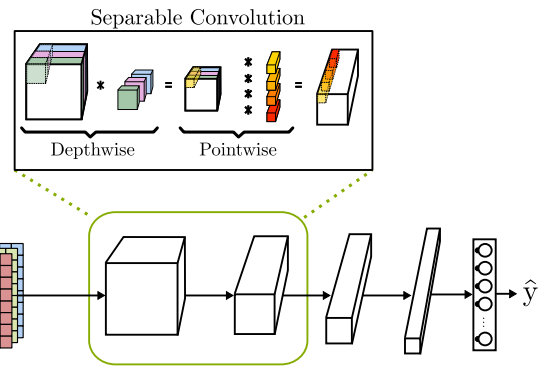 Separable Convolution
* = * * * * =
Depthwise Pointwise
ŷ